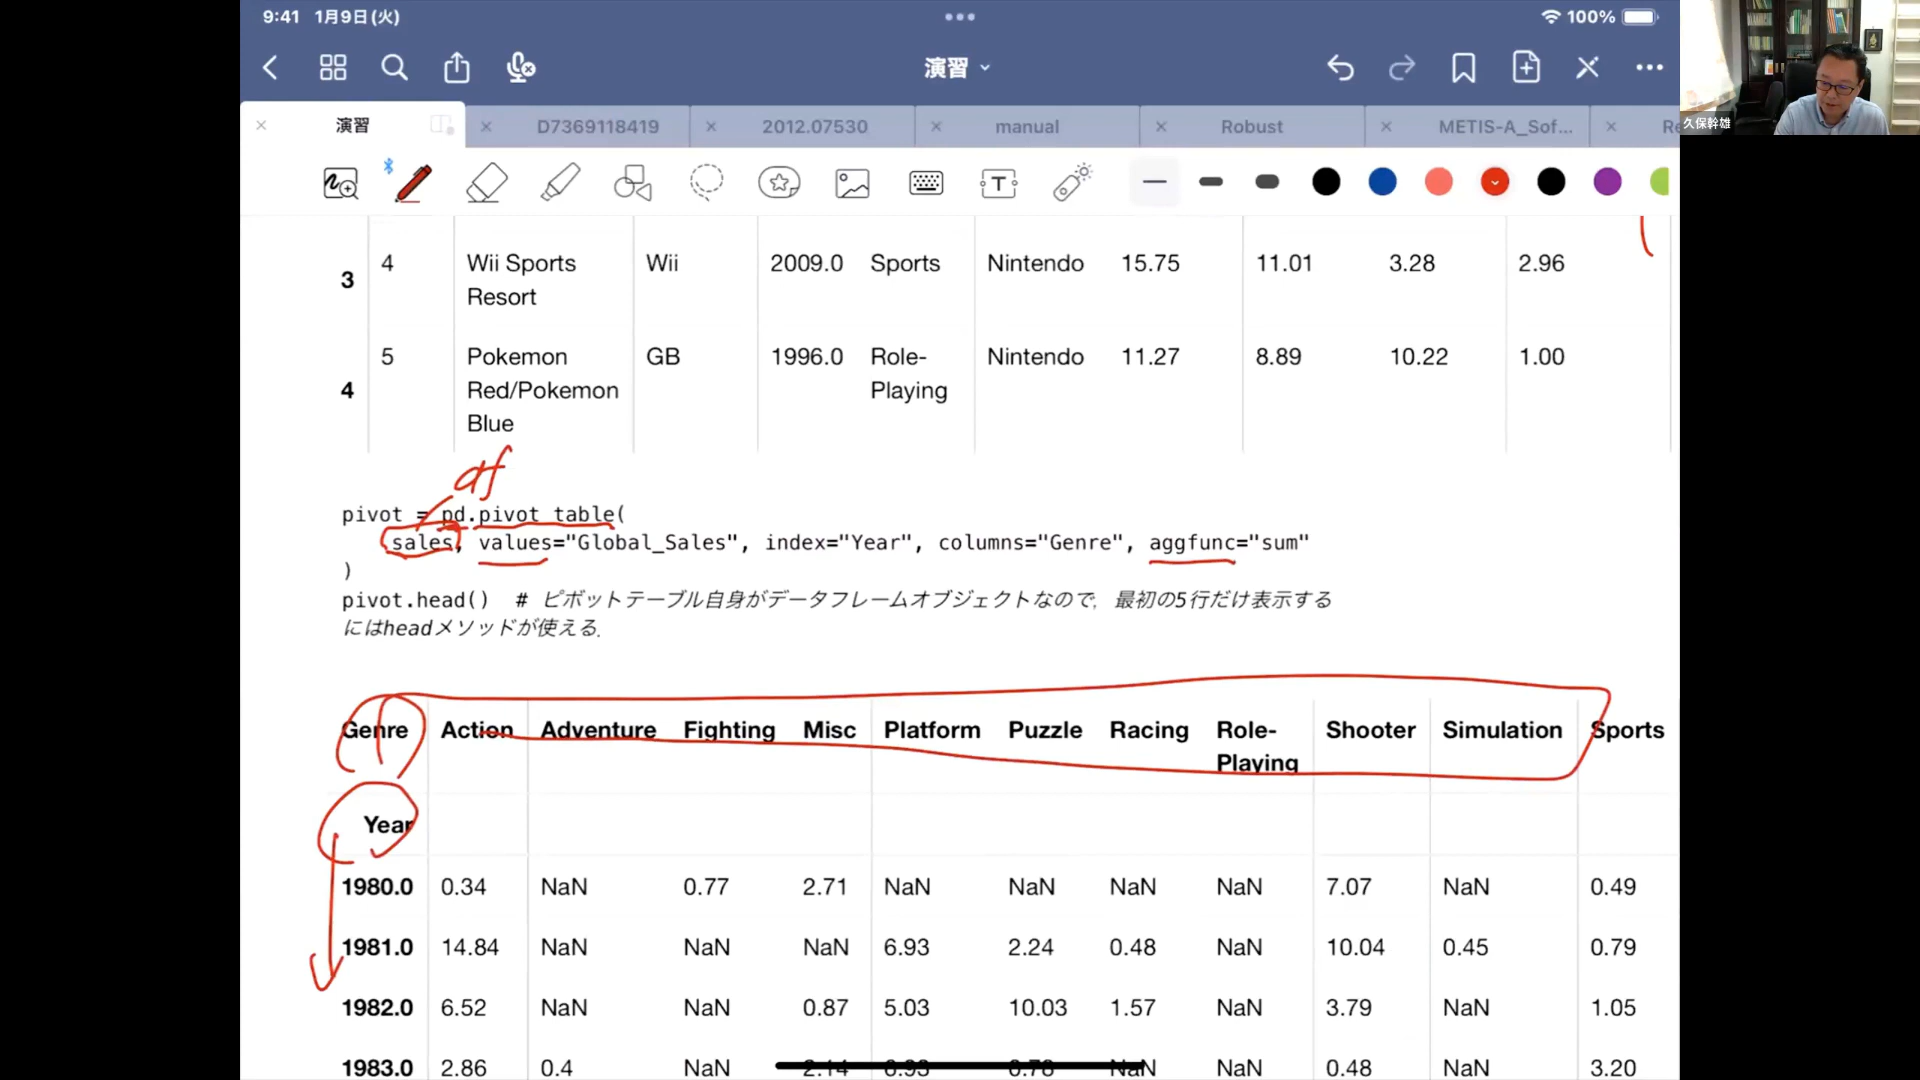 9:41 1月9日(火)
100%
演習
演習 D7369118419 2012.07530 manual Robust METIS-A_Sof...
久保幹雄
3 4 Wii Sports Resort Wii 2009.0 Sports Nintendo 15.75 11.01 3.28 2.96
4 5 Pokemon Red/Pokemon Blue GB 1996.0 Role-Playing Nintendo 11.27 8.89 10.22 1.00
df
pivot = pd.pivot_table(
sales, values="Global_Sales", index="Year", columns="Genre", aggfunc="sum"
)
pivot.head() # ピボットテーブル自身がデータフレームオブジェクトなので，最初の5行だけ表示する
にはheadメソッドが使える．
Genre Action Adventure Fighting Misc Platform Puzzle Racing Role-Playing Shooter Simulation Sports
Year
1980.0 0.34 NaN 0.77 2.71 NaN NaN NaN NaN 7.07 NaN 0.49
1981.0 14.84 NaN NaN NaN 6.93 2.24 0.48 NaN 10.04 0.45 0.79
1982.0 6.52 NaN NaN 0.87 5.03 10.03 1.57 NaN 3.79 NaN 1.05
1983.0 2.86 0.4 NaN 2.14 6.93 0.78 NaN NaN 0.48 NaN 3.20